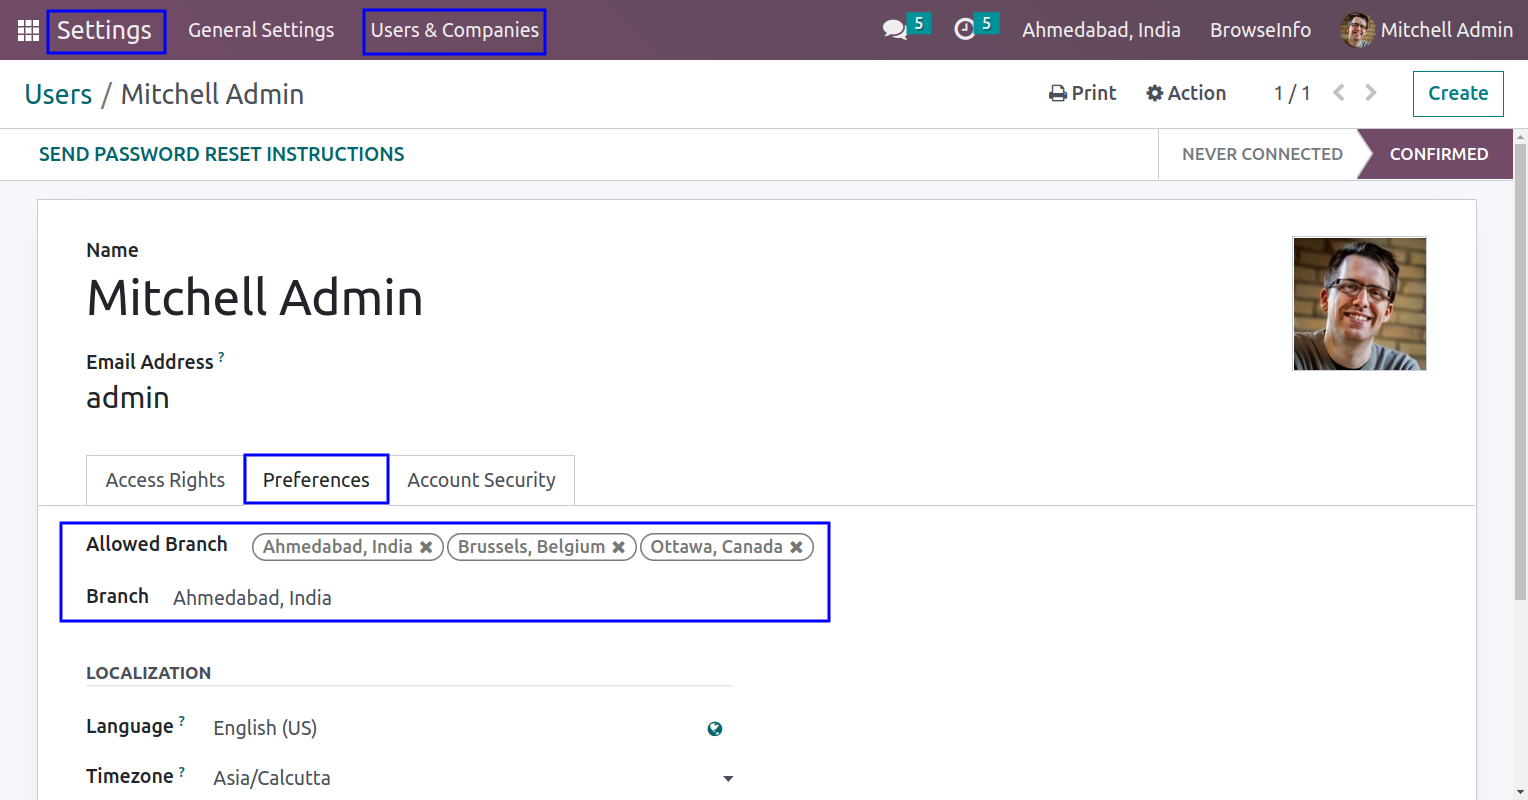 Settings General Settings Users & Companies 5 5 Ahmedabad, India BrowseInfo Mitchell Admin
Users / Mitchell Admin Print Action 1 / 1 Create
SEND PASSWORD RESET INSTRUCTIONS NEVER CONNECTED CONFIRMED
Name
Mitchell Admin
Email Address ?
admin
Access Rights Preferences Account Security
Allowed Branch Ahmedabad, India Brussels, Belgium Ottawa, Canada
Branch Ahmedabad, India
LOCALIZATION
Language ? English (US)
Timezone ? Asia/Calcutta